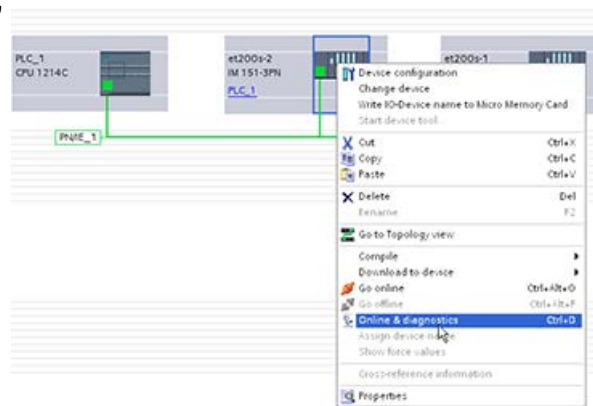 PLC_1
CPU 1214C
et200s-2
IM 151-3PN
PLC_1
et200s-1
PN/IE_1
Device configuration
Change device
Write IO-Device name to Micro Memory Card
Start device tool...
Cut Ctrl+X
Copy Ctrl+C
Paste Ctrl+V
Delete Del
Rename F2
Go to Topology view
Compile
Download to device
Go online Ctrl+Alt+O
Go offline Ctrl+Alt+F
Online & diagnostics Ctrl+D
Assign device name
Show force values
Cross-reference information
Properties